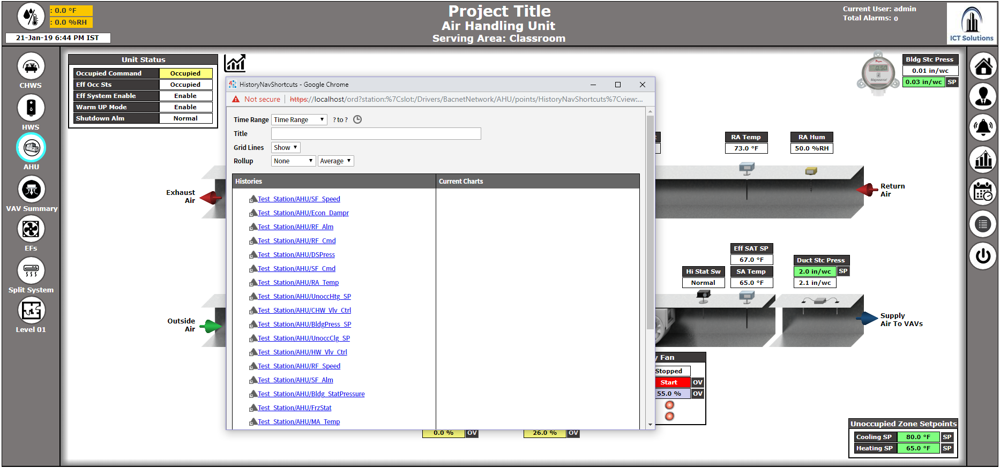 : 0.0 °F
: 0.0 %RH
21-Jan-19 6:44 PM IST
Project Title
Air Handling Unit
Serving Area: Classroom
Current User: admin
Total Alarms: 0
ICT Solutions
CHWS
HWS
AHU
VAV Summary
EFs
Split System
Level 01
Unit Status
Occupied Command Occupied
Eff Occ Sts Occupied
Eff System Enable Enable
Warm UP Mode Enable
Shutdown Alm Normal
Bldg Stc Press
0.01 in/wc
0.03 in/wc SP
HistoryNavShortcuts - Google Chrome
Not secure https://localhost/ord?station:%7Cslot:/Drivers/BacnetNetwork/AHU/points/HistoryNavShortcuts%7Cview:...
Time Range Time Range ? to ?
Title
Grid Lines Show
Rollup None Average
Histories Current Charts
Test_Station/AHU/SF_Speed
Test_Station/AHU/Econ_Dampr
Test_Station/AHU/RF_Alm
Test_Station/AHU/RF_Cmd
Test_Station/AHU/DSPress
Test_Station/AHU/SF_Cmd
Test_Station/AHU/RA_Temp
Test_Station/AHU/UnoccHtg_SP
Test_Station/AHU/CHW_Vlv_Ctrl
Test_Station/AHU/BldgPress_SP
Test_Station/AHU/UnoccClg_SP
Test_Station/AHU/HW_Vlv_Ctrl
Test_Station/AHU/RF_Speed
Test_Station/AHU/SF_Alm
Test_Station/AHU/Bldg_StatPressure
Test_Station/AHU/FrzStat
Test_Station/AHU/MA_Temp
RA Temp
73.0 °F
RA Hum
50.0 %RH
Exhaust
Air
Return
Air
Outside
Air
Eff SAT SP
67.0 °F
SA Temp
65.0 °F
Hi Stat Sw
Normal
Duct Stc Press
2.0 in/wc SP
2.1 in/wc
Supply
Air To VAVs
y Fan
Stopped
Start OV
55.0 % OV
0.0 % OV
26.0 % OV
Unoccupied Zone Setpoints
Cooling SP 80.0 °F SP
Heating SP 65.0 °F SP